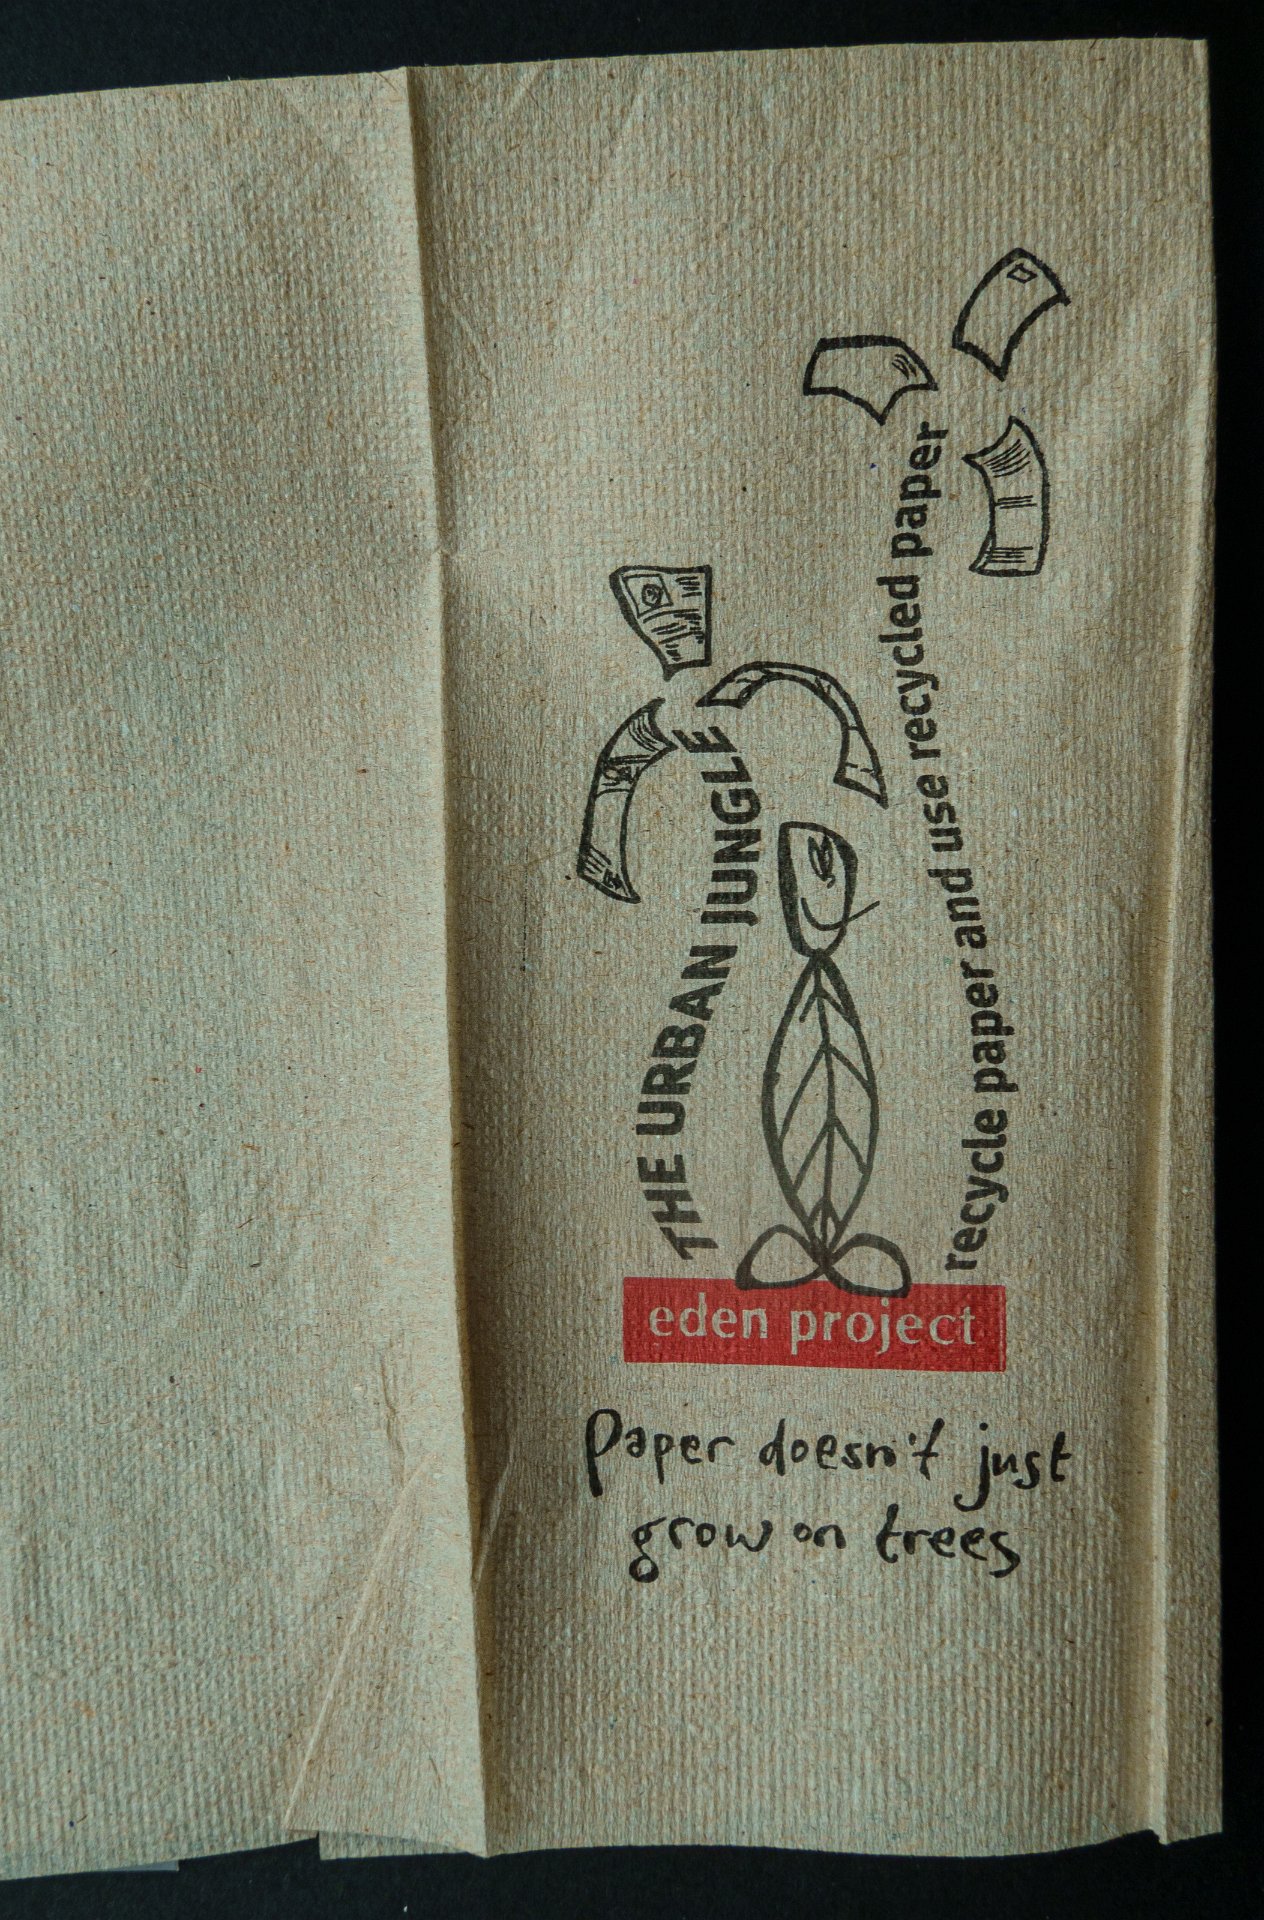 THE URBAN JUNGLE
recycle paper and use recycled paper
eden project
Paper doesn't just
grow on trees